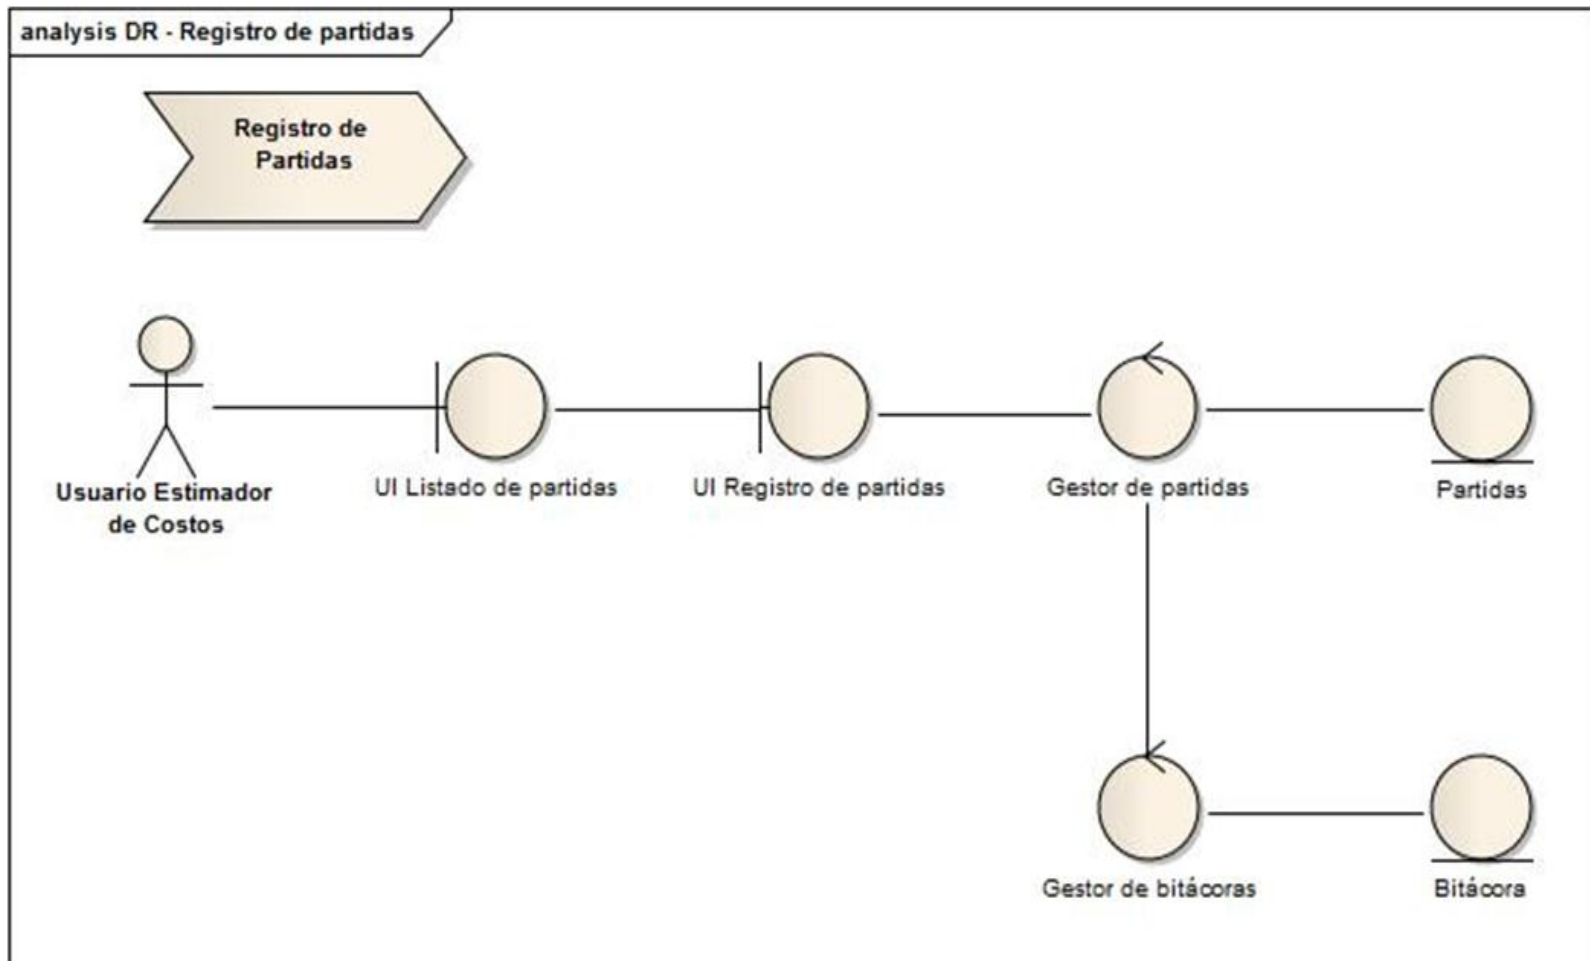 analysis DR - Registro de partidas
Registro de
Partidas
Usuario Estimador
de Costos
UI Listado de partidas
UI Registro de partidas
Gestor de partidas
Partidas
Gestor de bitácoras
Bitácora